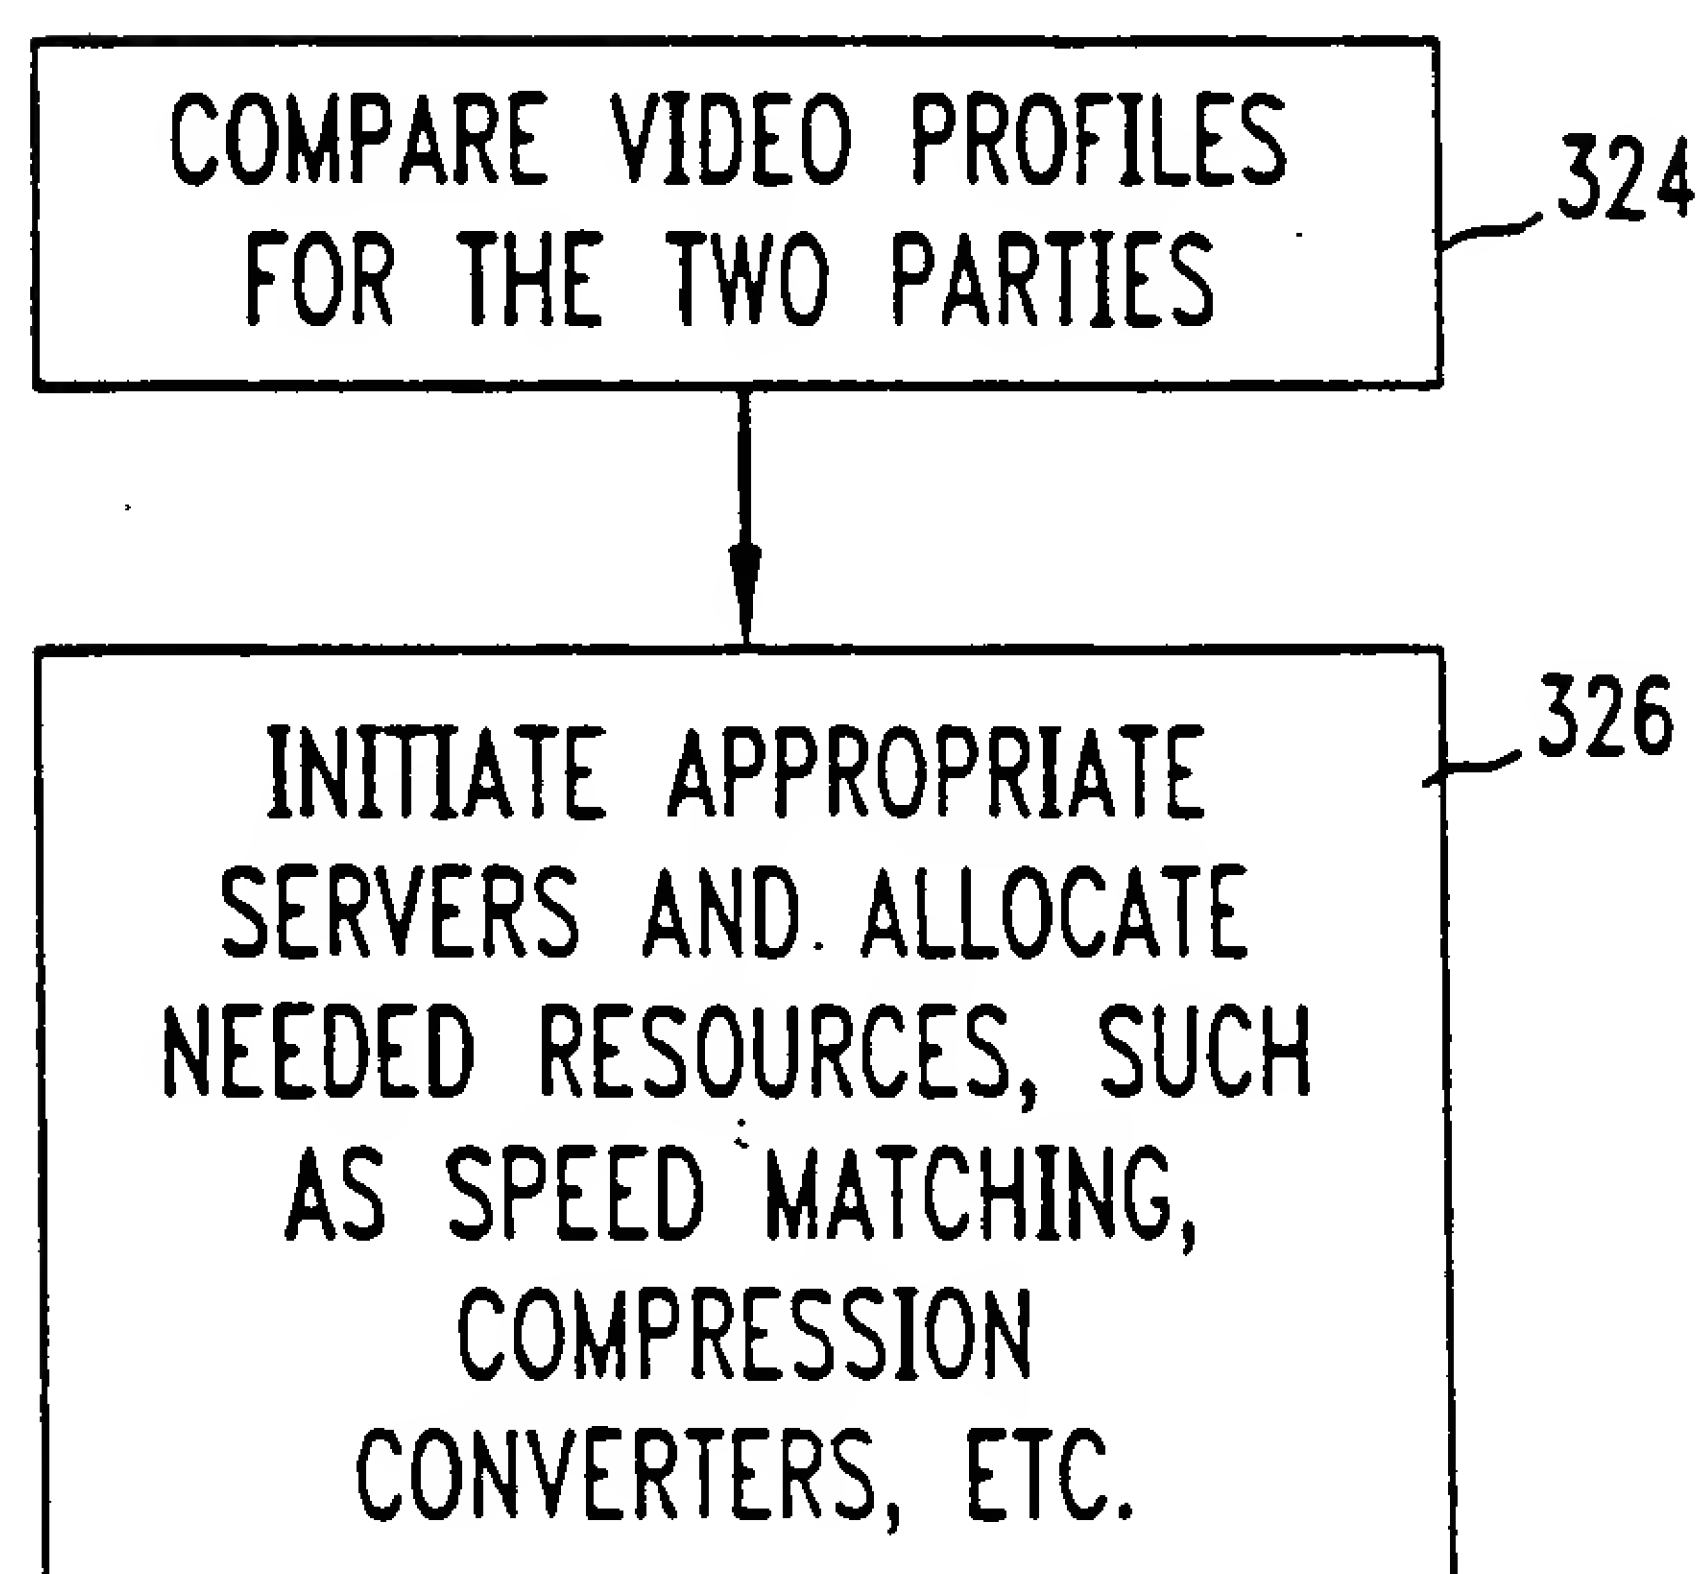 COMPARE VIDEO PROFILES
FOR THE TWO PARTIES
324
326
INITIATE APPROPRIATE
SERVERS AND ALLOCATE
NEEDED RESOURCES, SUCH
AS SPEED MATCHING,
COMPRESSION
CONVERTERS, ETC.